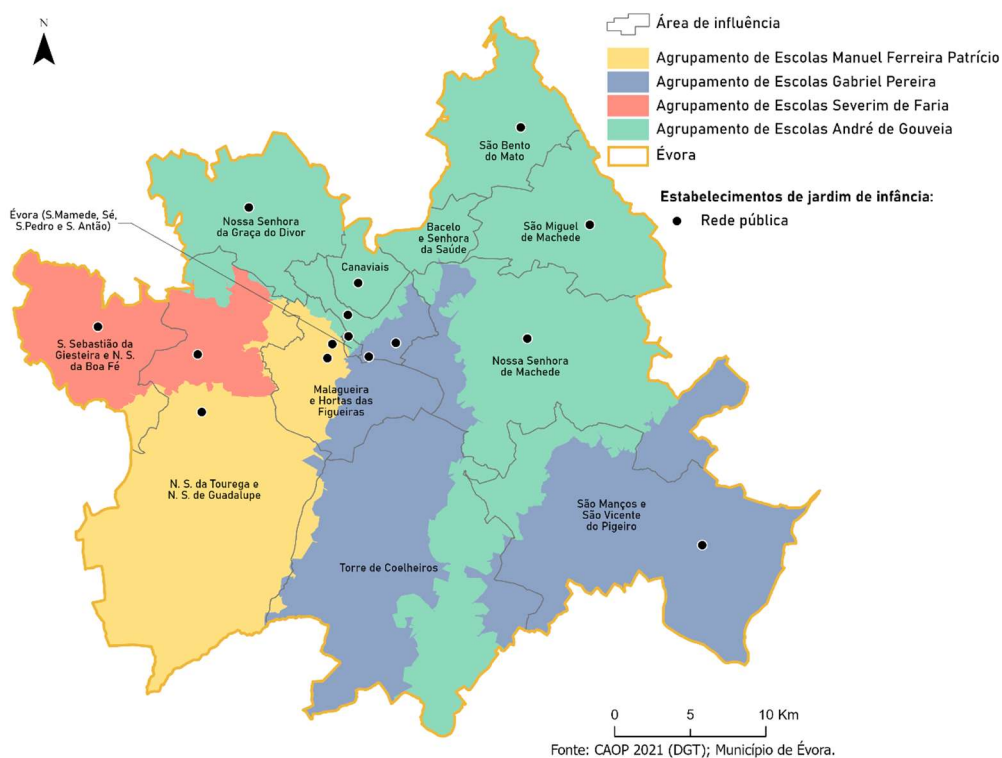 N
Área de influência
Agrupamento de Escolas Manuel Ferreira Patrício
Agrupamento de Escolas Gabriel Pereira
Agrupamento de Escolas Severim de Faria
Agrupamento de Escolas André de Gouveia
Évora
Estabelecimentos de jardim de infância:
Rede pública
São Bento
do Mato
Évora (S.Mamede, Sé,
S.Pedro e S. Antão)
Nossa Senhora
da Graça do Divor
Bacelo
e Senhora
da Saúde
São Miguel
de Machede
Canaviais
S. Sebastião da
Giesteira e N. S.
da Boa Fé
Nossa Senhora
de Machede
Malagueira
e Hortas das
Figueiras
N. S. da Tourega e
N. S. de Guadalupe
São Manços e
São Vicente
do Pigeiro
Torre de Coelheiros
0 5 10 Km
Fonte: CAOP 2021 (DGT); Município de Évora.